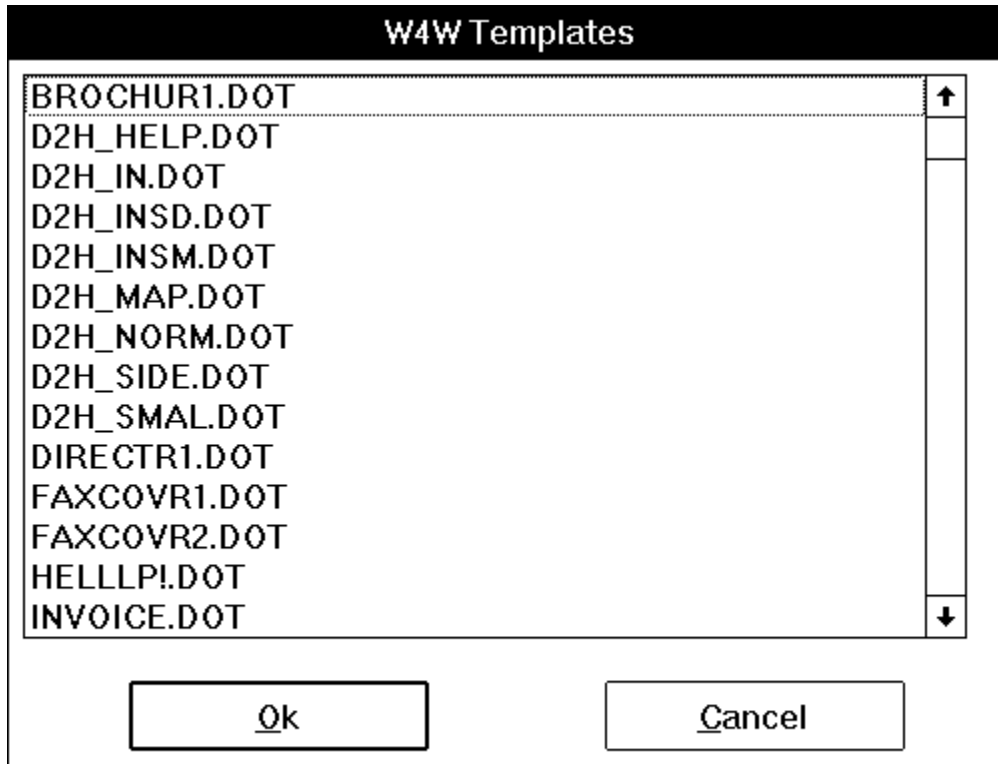 W4W Templates
BROCHUR1.DOT
D2H_HELP.DOT
D2H_IN.DOT
D2H_INSD.DOT
D2H_INSM.DOT
D2H_MAP.DOT
D2H_NORM.DOT
D2H_SIDE.DOT
D2H_SMAL.DOT
DIRECTR1.DOT
FAXCOVR1.DOT
FAXCOVR2.DOT
HELLLP!.DOT
INVOICE.DOT
Ok
Cancel